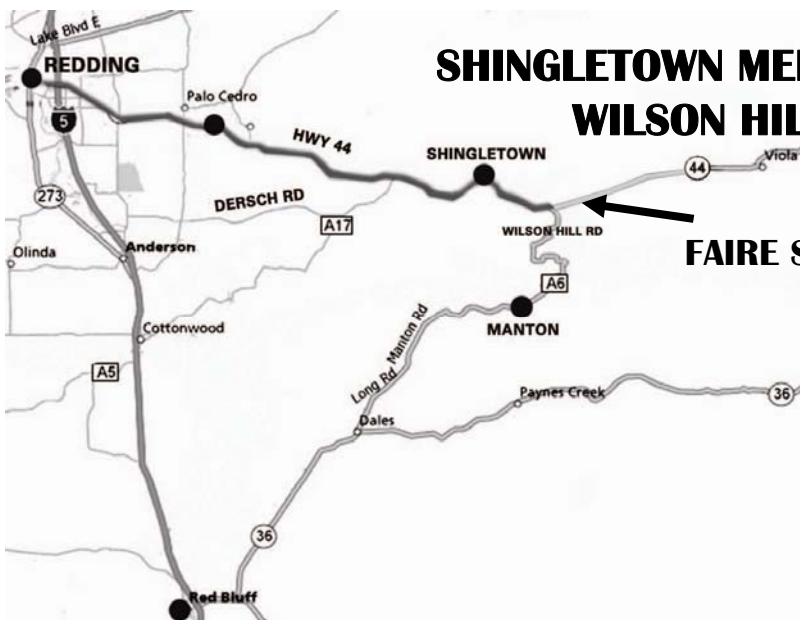 Lake Blvd E
REDDING
SHINGLETOWN ME
WILSON HIL
Palo Cedro
5
HWY 44
SHINGLETOWN
44
Viola
273
DERSCH RD
A17
WILSON HILL RD
FAIRE S
Olinda
Anderson
A6
MANTON
Cottonwood
Manton Rd
A5
Long Rd
Paynes Creek
36
Dales
36
Red Bluff